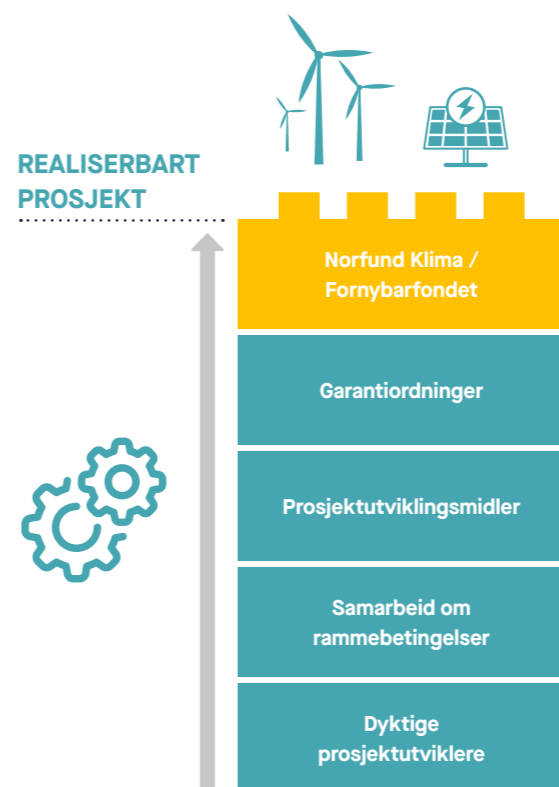 REALISERBART
PROSJEKT
Norfund Klima /
Fornybarfondet
Garantiordninger
Prosjektutviklingsmidler
Samarbeid om
rammebetingelser
Dyktige
prosjektutviklere